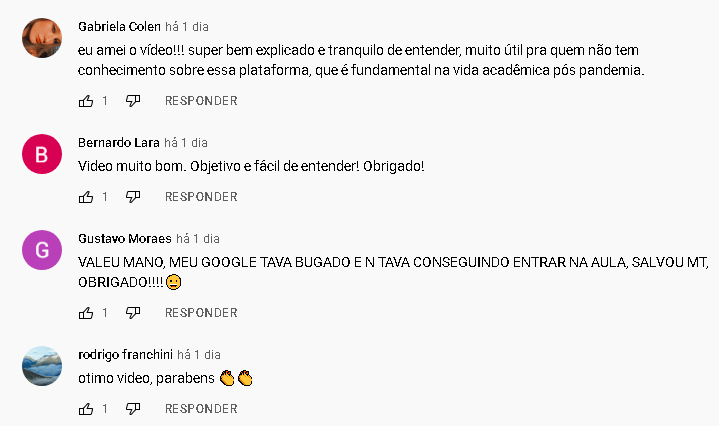 Gabriela Colen há 1 dia
eu amei o vídeo!!! super bem explicado e tranquilo de entender, muito útil pra quem não tem
conhecimento sobre essa plataforma, que é fundamental na vida acadêmica pós pandemia.
1 RESPONDER
B
Bernardo Lara há 1 dia
Video muito bom. Objetivo e fácil de entender! Obrigado!
1 RESPONDER
G
Gustavo Moraes há 1 dia
VALEU MANO, MEU GOOGLE TAVA BUGADO E N TAVA CONSEGUINDO ENTRAR NA AULA, SALVOU MT,
OBRIGADO!!!!😀
1 RESPONDER
rodrigo franchini há 1 dia
otimo video, parabens 👏👏
1 RESPONDER